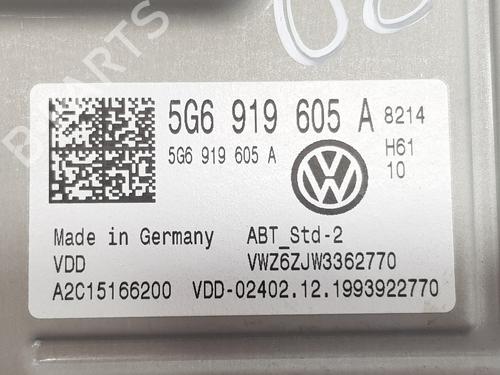 5G6 919 605 A 8214
5G6 919 605 A H61
10
Made in Germany ABT_Std-2
VDD VWZ6ZJW3362770
A2C15166200 VDD-02402.12.1993922770